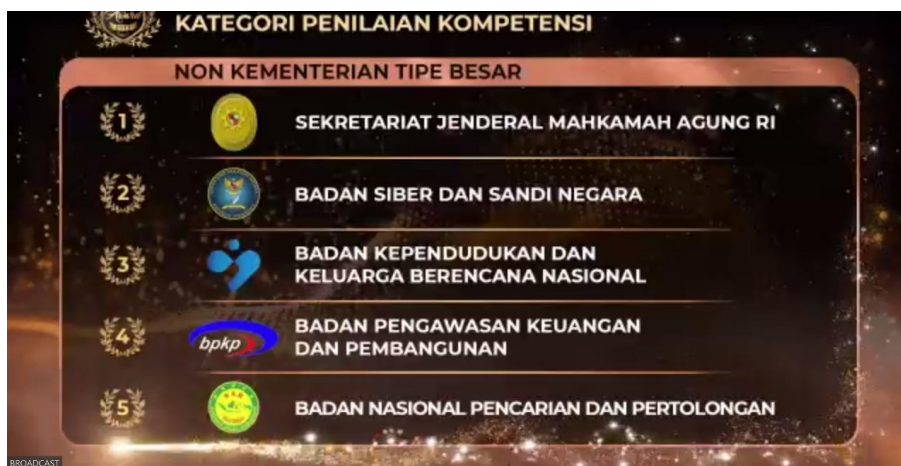 KATEGORI PENILAIAN KOMPETENSI
NON KEMENTERIAN TIPE BESAR
1
SEKRETARIAT JENDERAL MAHKAMAH AGUNG RI
2
BADAN SIBER DAN SANDI NEGARA
3
BADAN KEPENDUDUKAN DAN
KELUARGA BERENCANA NASIONAL
4
bpkp
BADAN PENGAWASAN KEUANGAN
DAN PEMBANGUNAN
5
BADAN NASIONAL PENCARIAN DAN PERTOLONGAN
BROADCAST